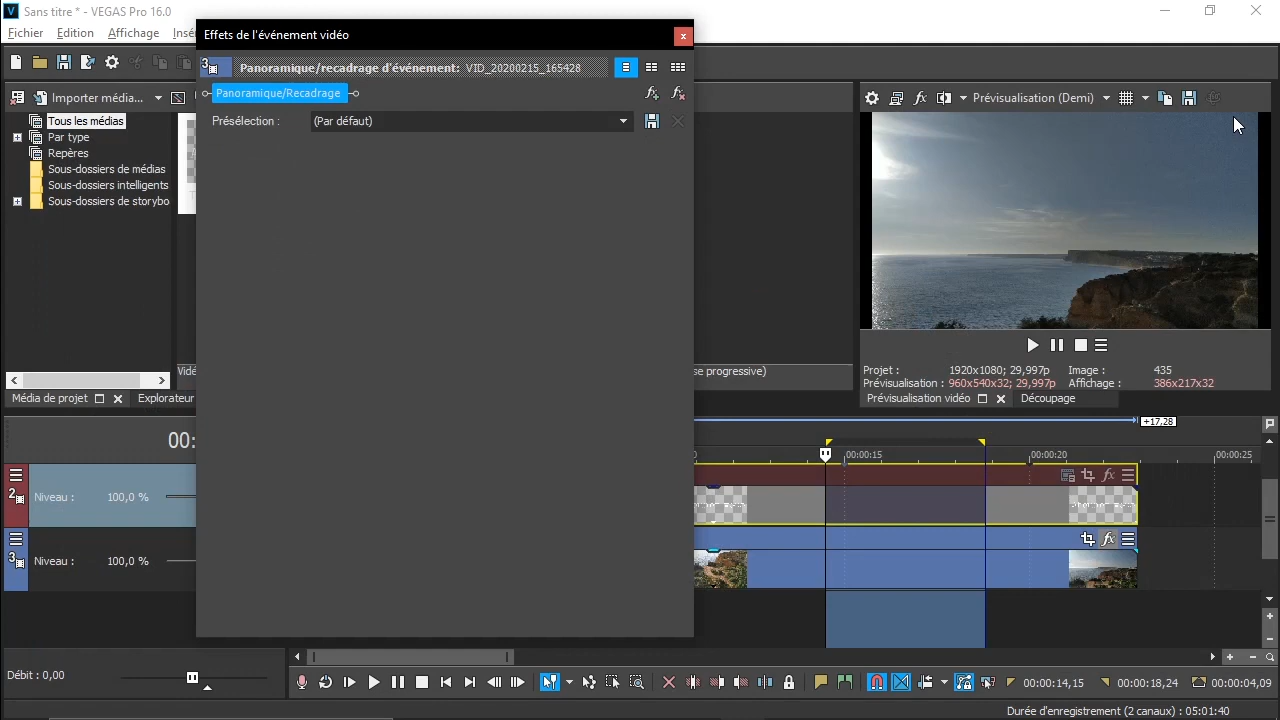 Sans titre * - VEGAS Pro 16.0
Fichier Edition Affichage
Effets de l'événement vidéo
Panoramique/recadrage d'événement: VID_20200215_165428
Panoramique/Recadrage
Présélection : (Par défaut)
Importer média...
Tous les médias
Par type
Repères
Sous-dossiers de médias
Sous-dossiers intelligents
Sous-dossiers de storybo
Prévisualisation (Demi)
se progressive)
Projet : 1920x1080; 29,997p Image : 435
Prévisualisation : 960x540x32; 29,997p Affichage : 386x217x32
Média de projet Explorateur
Prévisualisation vidéo Découpage
+17,28
00:
00:00:15 00:00:20 00:00:25
2 Niveau : 100,0 %
3 Niveau : 100,0 %
Débit : 0,00
00:00:14,15 00:00:18,24 00:00:04,09
Durée d'enregistrement (2 canaux) : 05:01:40